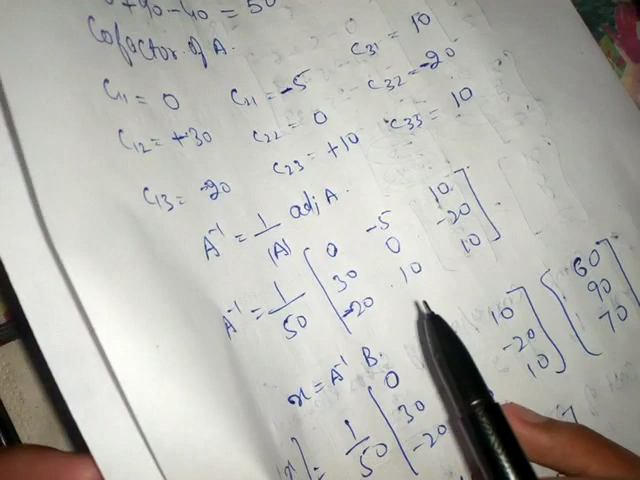 +90-40 = 50
Cofactor of A.
C11 = 0 C21 = -5 C31 = 10
C12 = +30 C22 = 0 C32 = -20
C13 = -20 C23 = +10 C33 = 10
A⁻¹ = 1/|A| adj A.
A⁻¹ = 1/50 [ 0 -5 10
30 0 -20
-20 10 10 ]
x = A⁻¹ B.
[x] = 1/50 [ 0 10 ] [ 60
30 -20 90
-20 10 70 ]